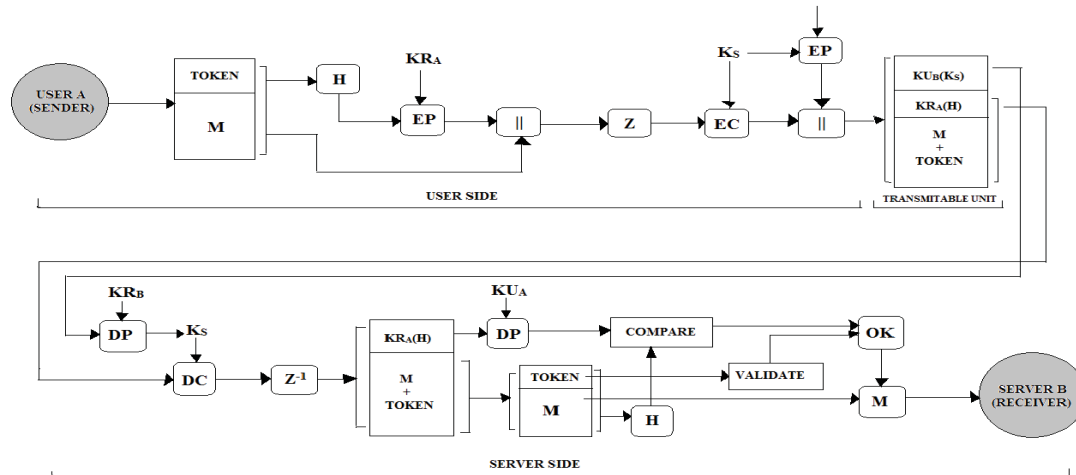 USER A
(SENDER)
TOKEN
M
H
KRA
EP
||
Z
KS
EC
EP
||
KUB(KS)
KRA(H)
M
+
TOKEN
USER SIDE
TRANSMITABLE UNIT
KRB
DP
KS
DC
Z-1
KRA(H)
M
+
TOKEN
KUA
DP
TOKEN
M
H
COMPARE
VALIDATE
OK
M
SERVER B
(RECEIVER)
SERVER SIDE